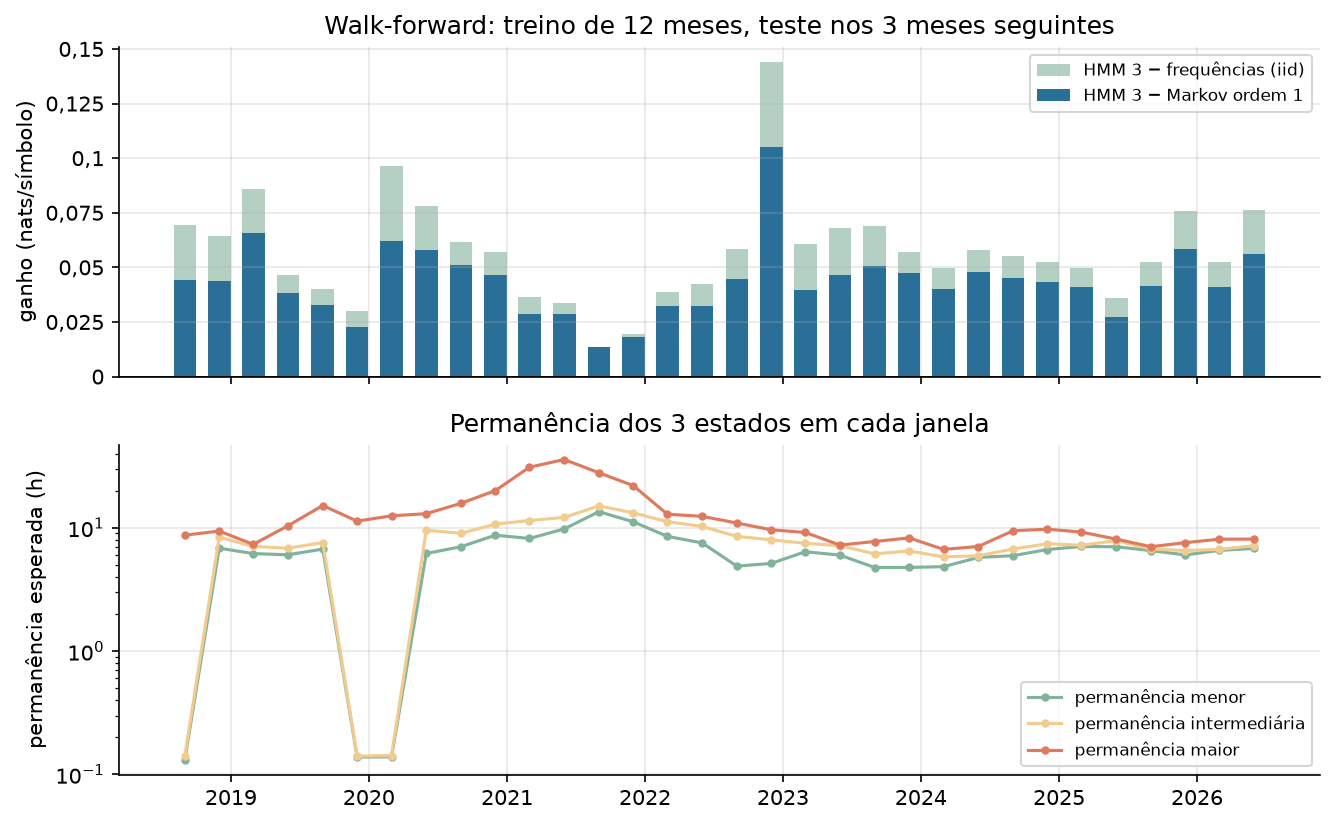 Walk-forward: treino de 12 meses, teste nos 3 meses seguintes
ganho (nats/símbolo)
0,15
0,125
0,1
0,075
0,05
0,025
0
HMM 3 − frequências (iid)
HMM 3 − Markov ordem 1
Permanência dos 3 estados em cada janela
permanência esperada (h)
10¹
10⁰
10⁻¹
permanência menor
permanência intermediária
permanência maior
2019 2020 2021 2022 2023 2024 2025 2026